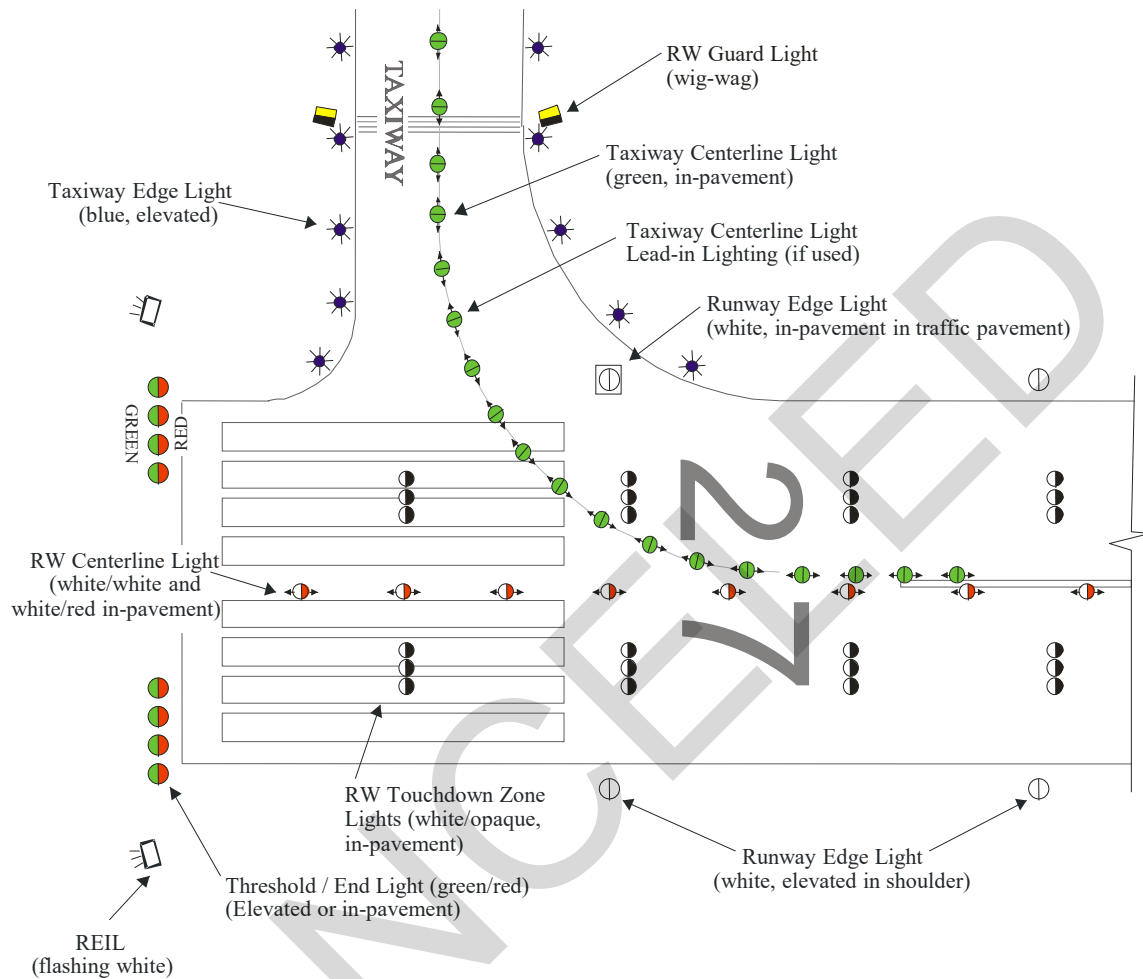 TAXIWAY
RW Guard Light
(wig-wag)
Taxiway Centerline Light
(green, in-pavement)
Taxiway Edge Light
(blue, elevated)
Taxiway Centerline Light
Lead-in Lighting (if used)
Runway Edge Light
(white, in-pavement in traffic pavement)
GREEN
RED
27
RW Centerline Light
(white/white and
white/red in-pavement)
RW Touchdown Zone
Lights (white/opaque,
in-pavement)
Runway Edge Light
(white, elevated in shoulder)
Threshold / End Light (green/red)
(Elevated or in-pavement)
REIL
(flashing white)
NCELED